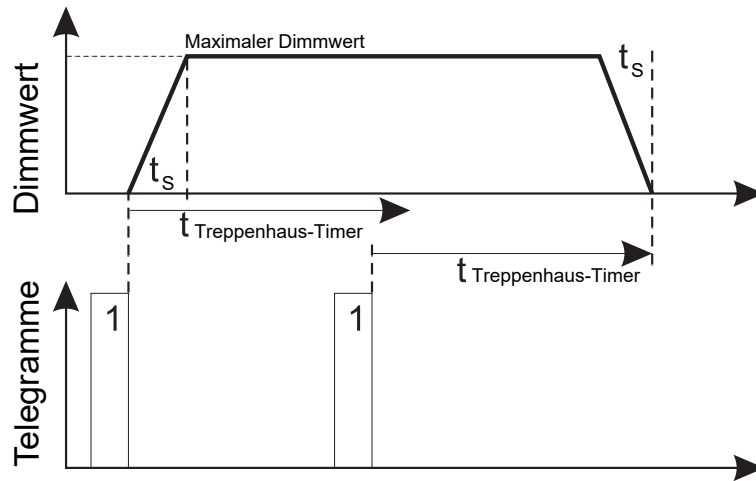 Dimmwert
Maximaler Dimmwert
tS
tS
t Treppenhaus-Timer
t Treppenhaus-Timer
Telegramme
1
1